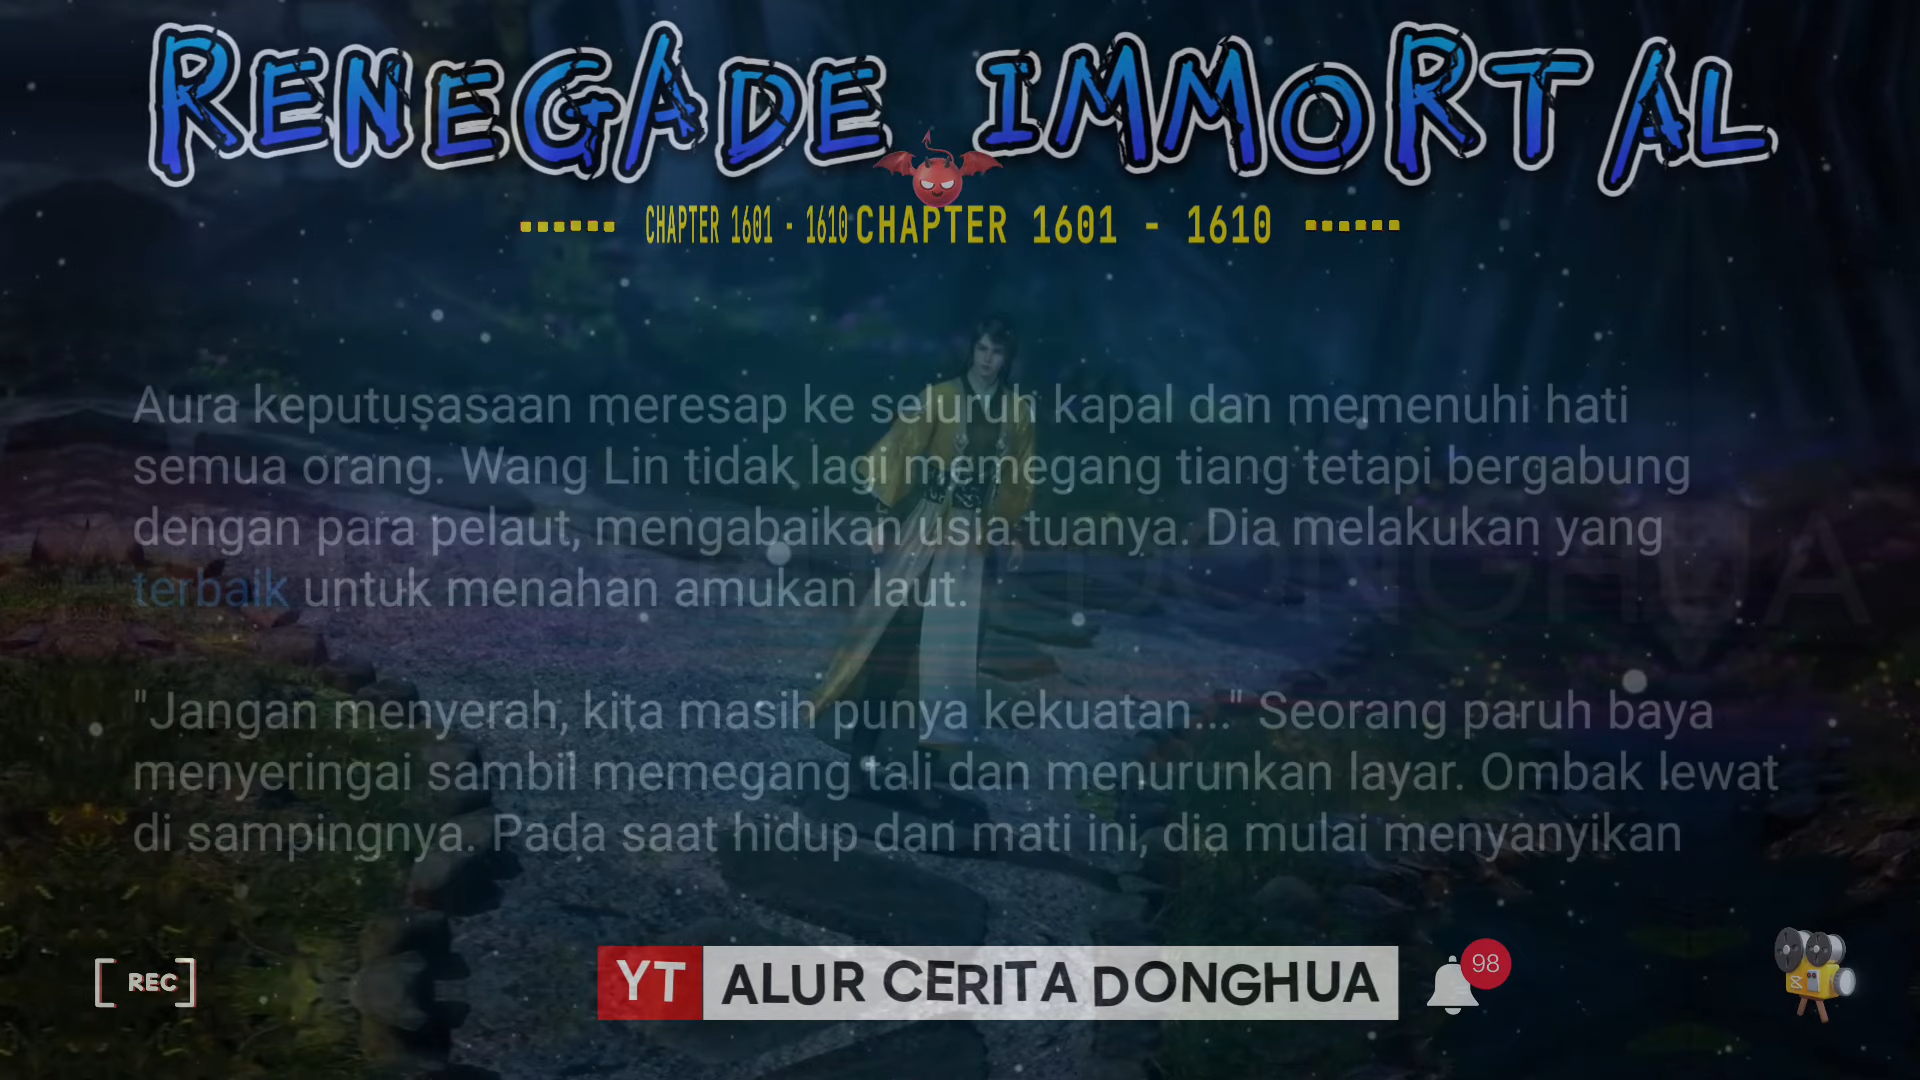 RENEGADE IMMORTAL
CHAPTER 1601 - 1610 CHAPTER 1601 - 1610
Aura keputusasaan meresap ke seluruh kapal dan memenuhi hati
semua orang. Wang Lin tidak lagi memegang tiang tetapi bergabung
dengan para pelaut, mengabaikan usia tuanya. Dia melakukan yang
terbaik untuk menahan amukan laut.
"Jangan menyerah, kita masih punya kekuatan..." Seorang paruh baya
menyeringai sambil memegang tali dan menurunkan layar. Ombak lewat
di sampingnya. Pada saat hidup dan mati ini, dia mulai menyanyikan
DONGHUA
[REC]
YT ALUR CERITA DONGHUA
98